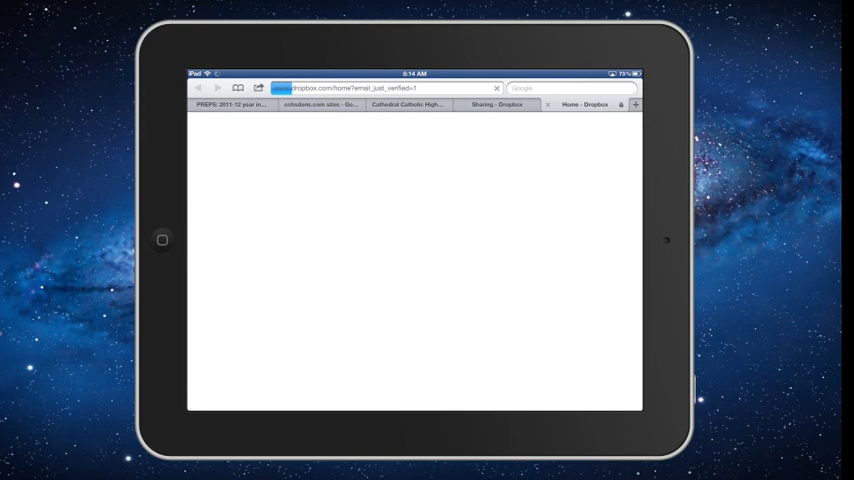 iPad 8:14 AM 73%
dropbox.com/home?email_just_verified=1 Google
PREPS: 2011-12 year in... cchsdons.com sites - Go... Cathedral Catholic High... Sharing - Dropbox Home - Dropbox